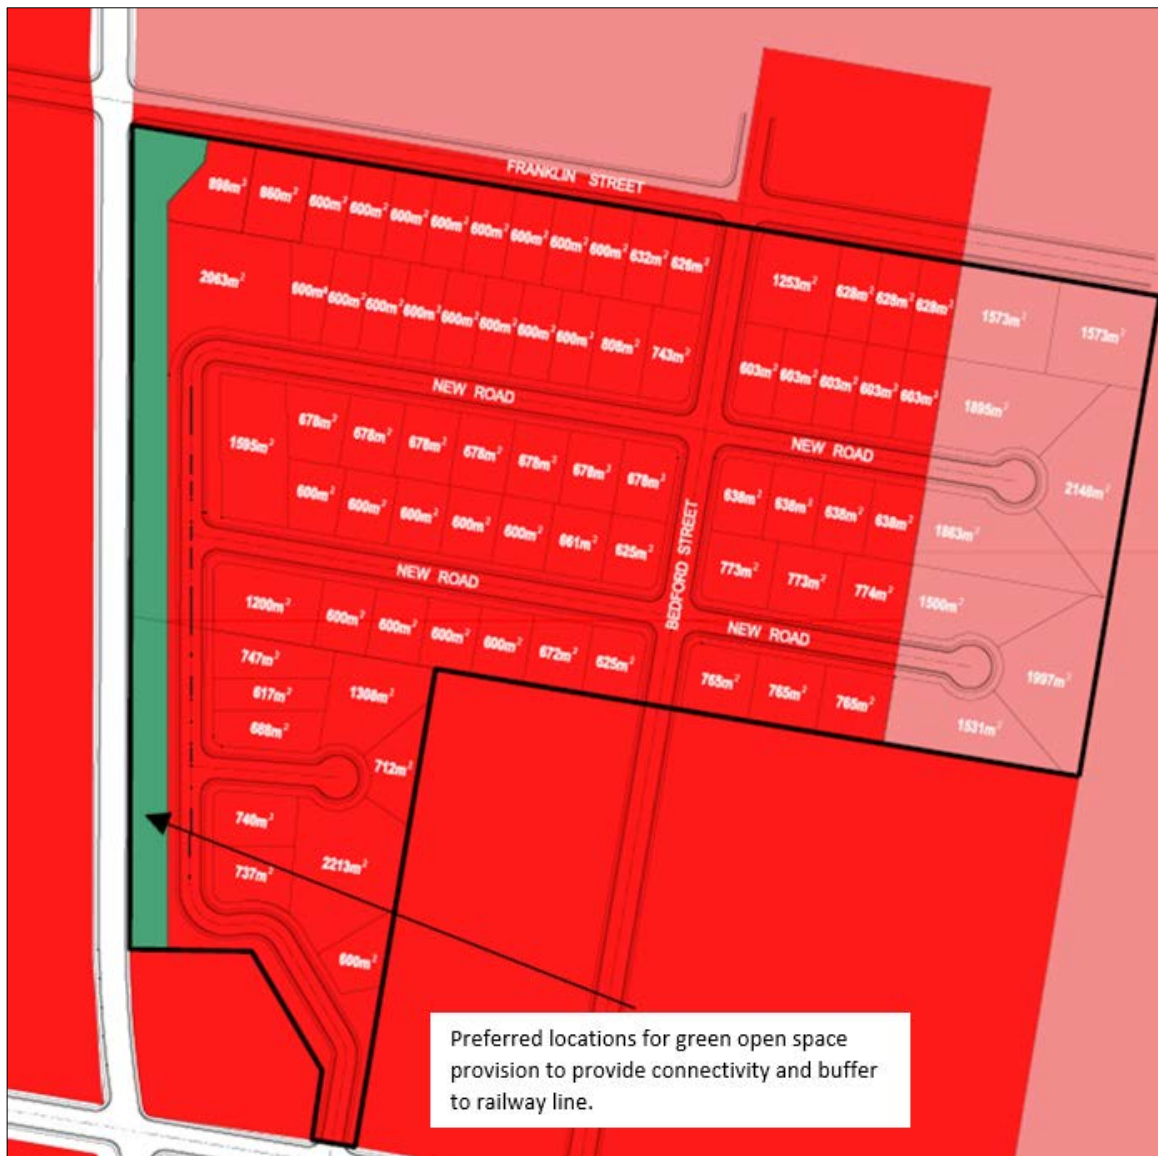 FRANKLIN STREET
898m² 860m² 600m² 600m² 600m² 600m² 600m² 600m² 600m² 600m² 632m² 626m²
1253m² 628m² 628m² 628m² 1573m² 1573m²
2063m² 600m² 600m² 600m² 600m² 600m² 600m² 600m² 600m² 808m² 743m²
603m² 603m² 603m² 603m² 603m² 1895m²
NEW ROAD
NEW ROAD
2148m²
1595m² 678m² 678m² 678m² 678m² 678m² 678m² 678m²
600m² 600m² 600m² 600m² 600m² 661m² 625m²
BEDFORD STREET
638m² 638m² 638m² 638m² 1863m²
773m² 773m² 774m² 1500m²
NEW ROAD
NEW ROAD
1200m² 600m² 600m² 600m² 600m² 672m² 625m²
765m² 765m² 765m² 1531m² 1997m²
747m²
617m² 1308m²
688m²
712m²
740m²
737m² 2213m²
600m²
Preferred locations for green open space
provision to provide connectivity and buffer
to railway line.